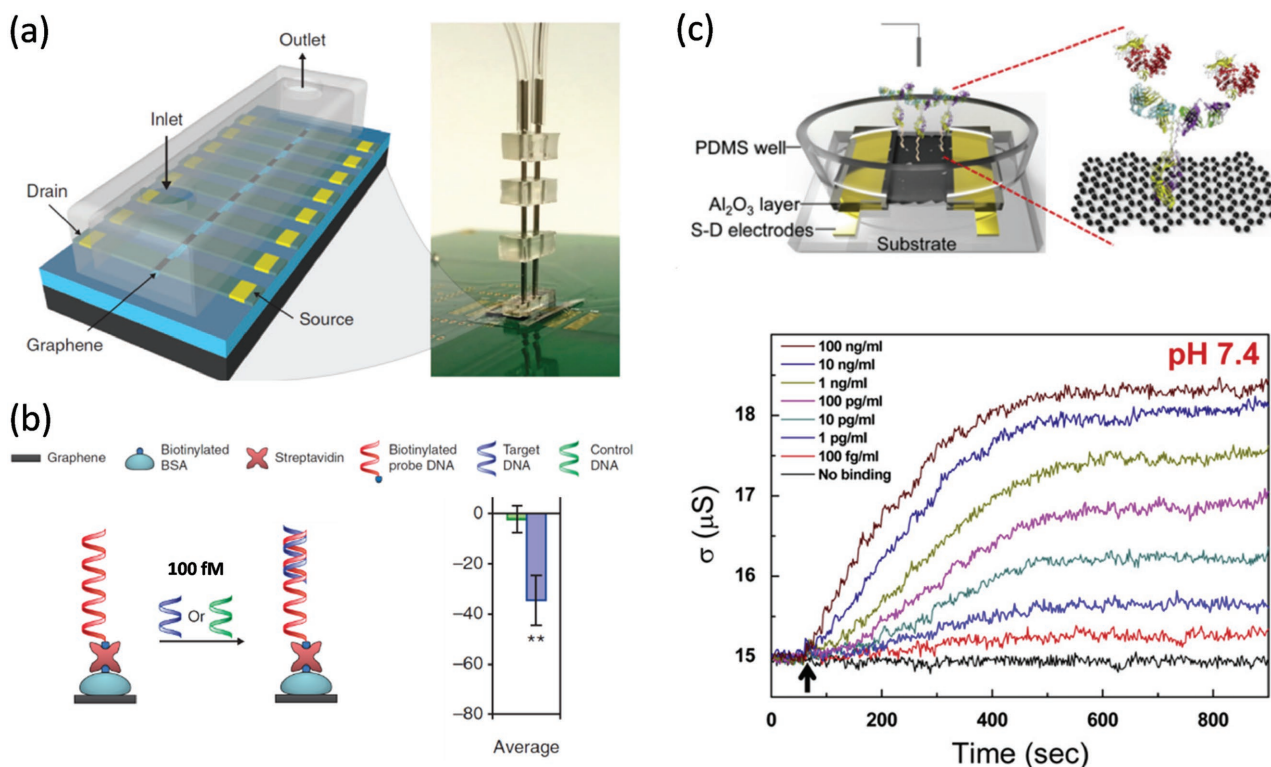 (a)
Outlet
Inlet
Drain
Source
Graphene
(b)
Graphene
Biotinylated
BSA
Streptavidin
Biotinylated
probe DNA
Target
DNA
Control
DNA
100 fM
Or
0
−20
−40
**
−60
−80
Average
(c)
PDMS well
Al₂O₃ layer
S-D electrodes
Substrate
100 ng/ml
10 ng/ml
1 ng/ml
100 pg/ml
10 pg/ml
1 pg/ml
100 fg/ml
No binding
pH 7.4
18
17
16
15
σ (μS)
0 200 400 600 800
Time (sec)